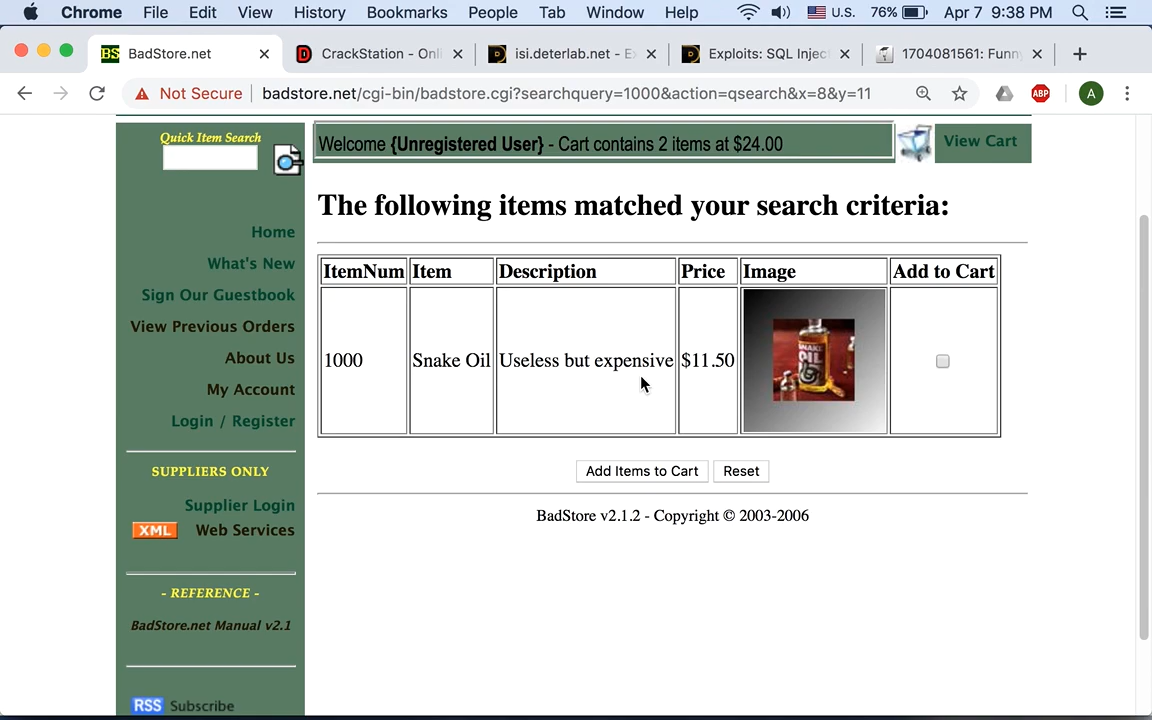 Chrome File Edit View History Bookmarks People Tab Window Help U.S. 76% Apr 7 9:38 PM
BS BadStore.net × D CrackStation - Onli × D isi.deterlab.net - E × D Exploits: SQL Inject × 1704081561: Funn × +
Not Secure badstore.net/cgi-bin/badstore.cgi?searchquery=1000&action=qsearch&x=8&y=11 ABP A
Quick Item Search
Welcome {Unregistered User} - Cart contains 2 items at $24.00 View Cart
The following items matched your search criteria:
Home
What's New
Sign Our Guestbook
View Previous Orders
About Us
My Account
Login / Register
ItemNum Item Description Price Image Add to Cart
1000 Snake Oil Useless but expensive $11.50
SNAKE
OIL
SUPPLIERS ONLY
Supplier Login
XML Web Services
- REFERENCE -
BadStore.net Manual v2.1
RSS Subscribe
Add Items to Cart Reset
BadStore v2.1.2 - Copyright © 2003-2006